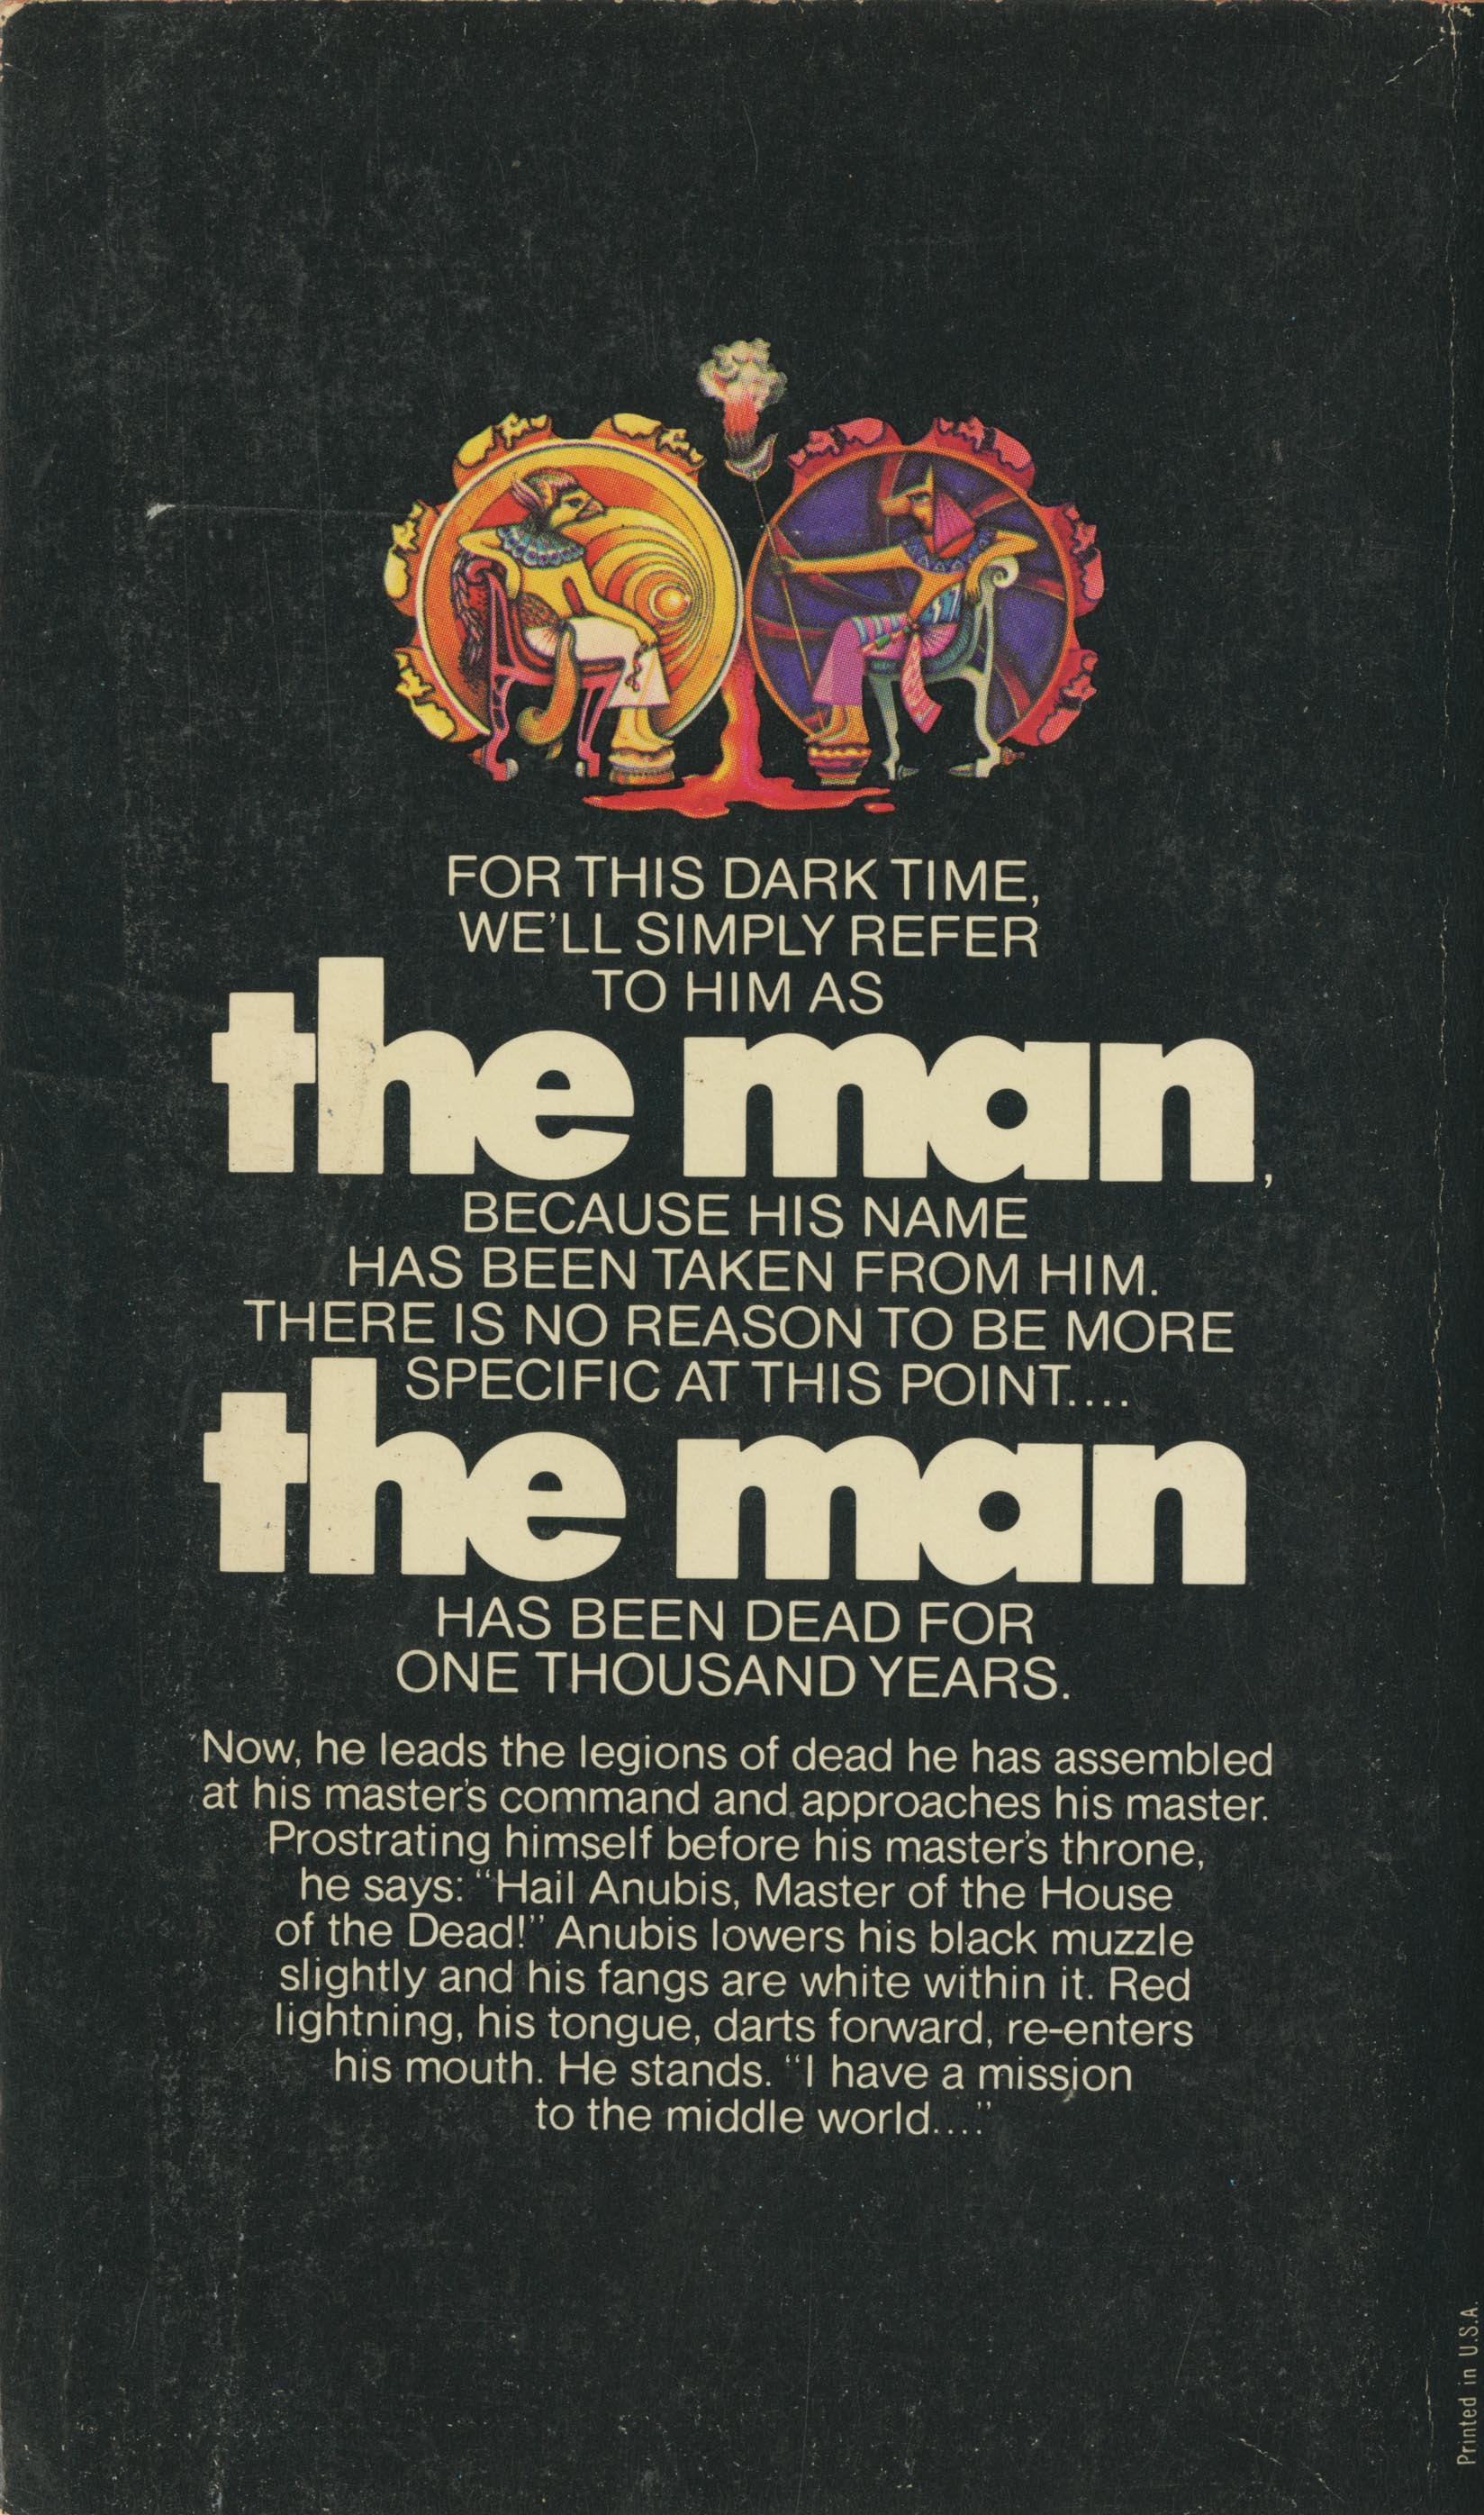 FOR THIS DARK TIME,
WE'LL SIMPLY REFER
TO HIM AS
the man,
BECAUSE HIS NAME
HAS BEEN TAKEN FROM HIM.
THERE IS NO REASON TO BE MORE
SPECIFIC AT THIS POINT....
the man
HAS BEEN DEAD FOR
ONE THOUSAND YEARS.
Now, he leads the legions of dead he has assembled
at his master's command and approaches his master.
Prostrating himself before his master's throne,
he says: “Hail Anubis, Master of the House
of the Dead!” Anubis lowers his black muzzle
slightly and his fangs are white within it. Red
lightning, his tongue, darts forward, re-enters
his mouth. He stands. “I have a mission
to the middle world....”
Printed in U.S.A.